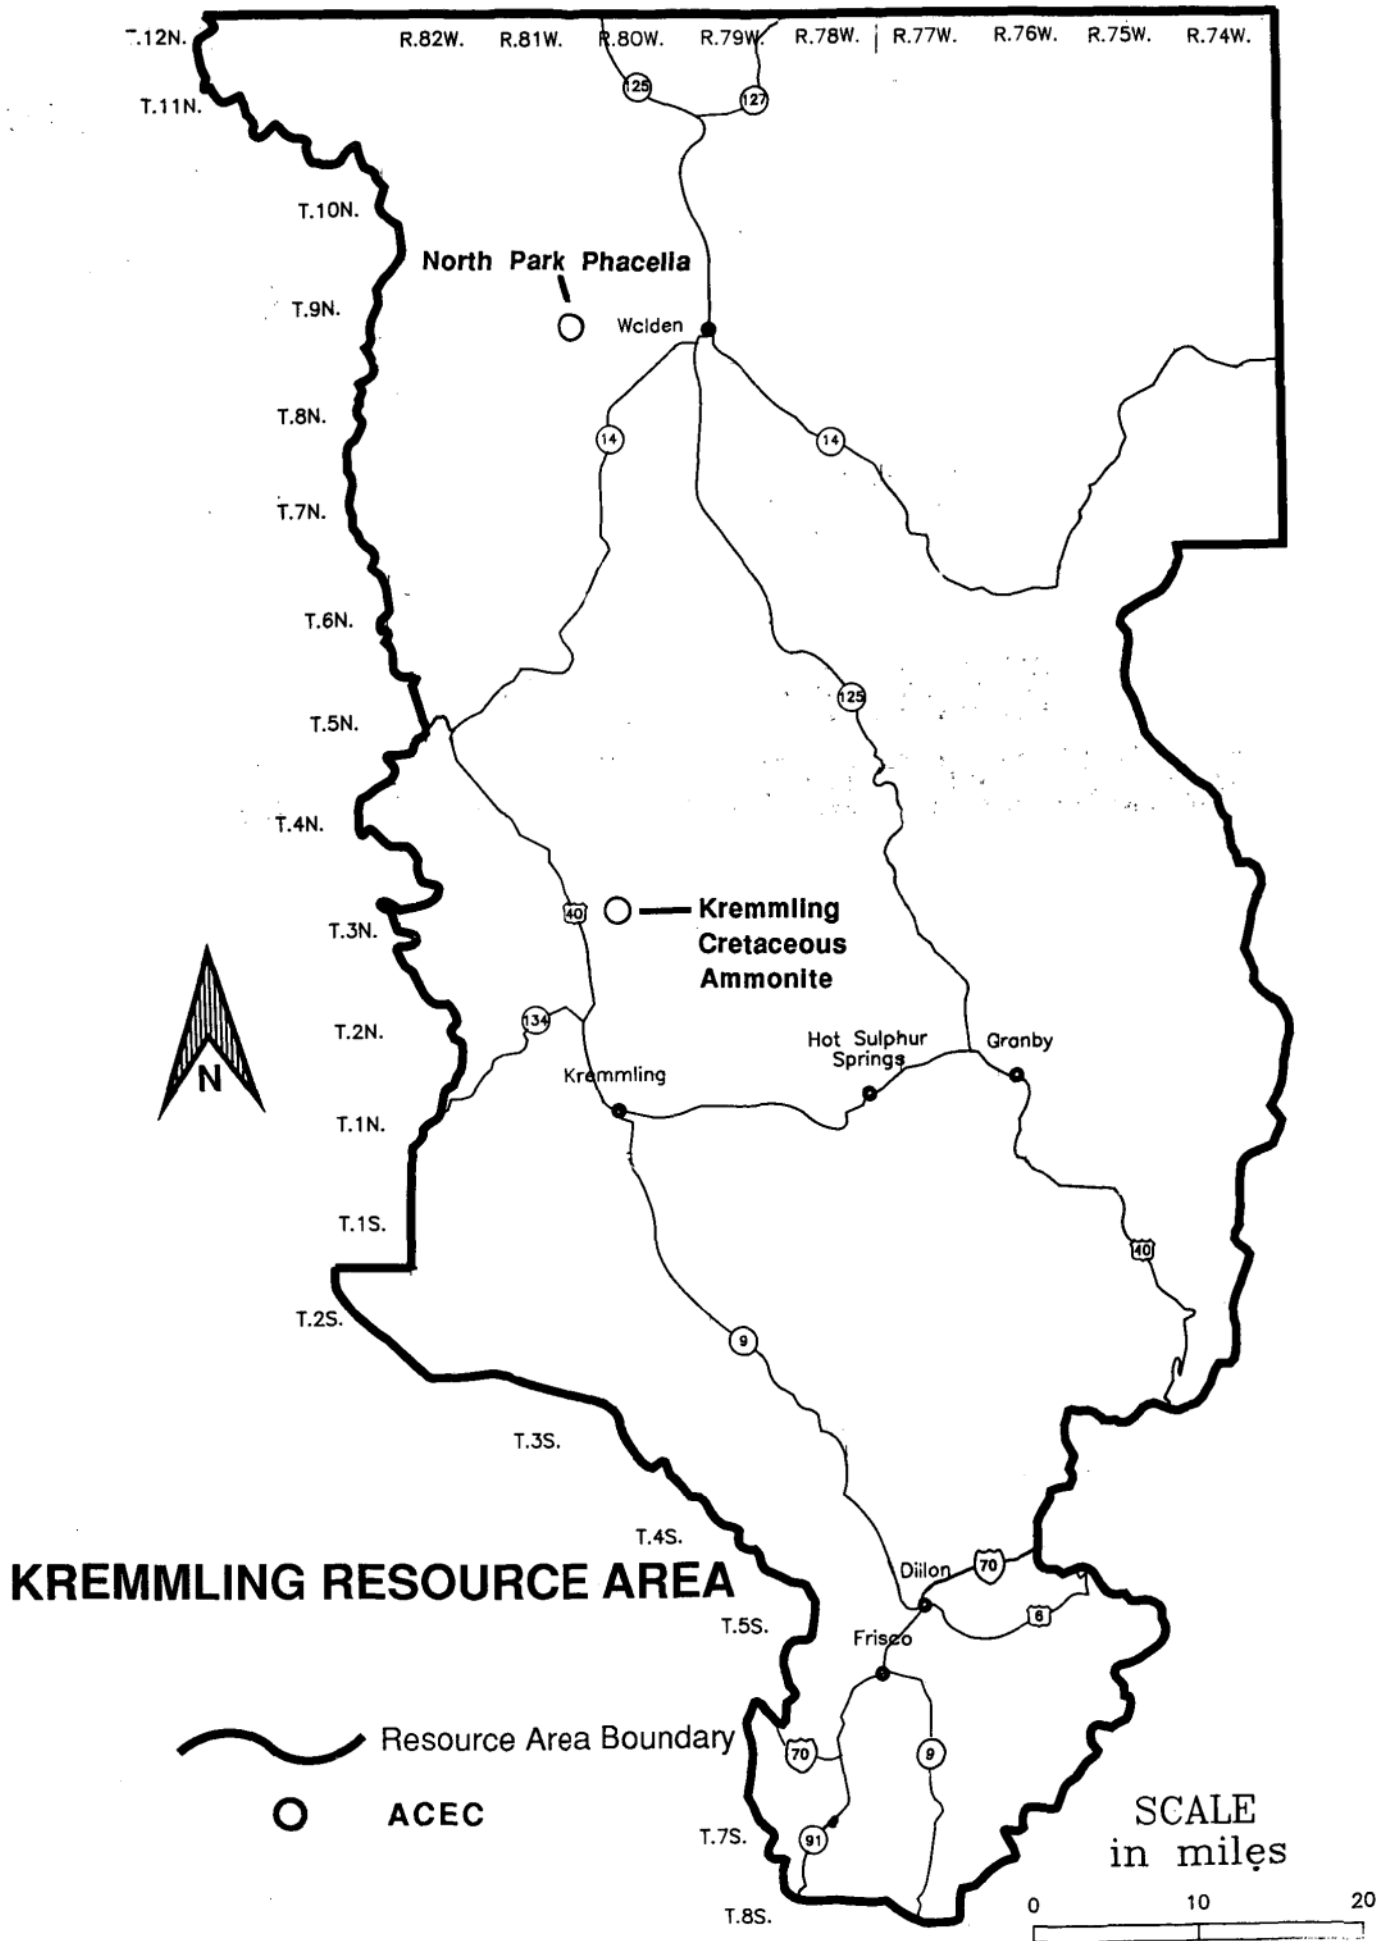 T.12N.
R.82W. R.81W. R.80W. R.79W. R.78W. R.77W. R.76W. R.75W. R.74W.
125
127
T.11N.
T.10N.
North Park Phacelia
T.9N.
Walden
T.8N.
14
14
T.7N.
T.6N.
125
T.5N.
T.4N.
40
Kremmling
Cretaceous
Ammonite
T.3N.
134
T.2N.
Hot Sulphur
Springs
Granby
N
Kremmling
T.1N.
T.1S.
40
T.2S.
9
T.3S.
T.4S.
KREMMLING RESOURCE AREA
Dillon
70
6
T.5S.
Frisco
Resource Area Boundary
70
9
ACEC
SCALE
in miles
T.7S.
91
T.8S.
0 10 20